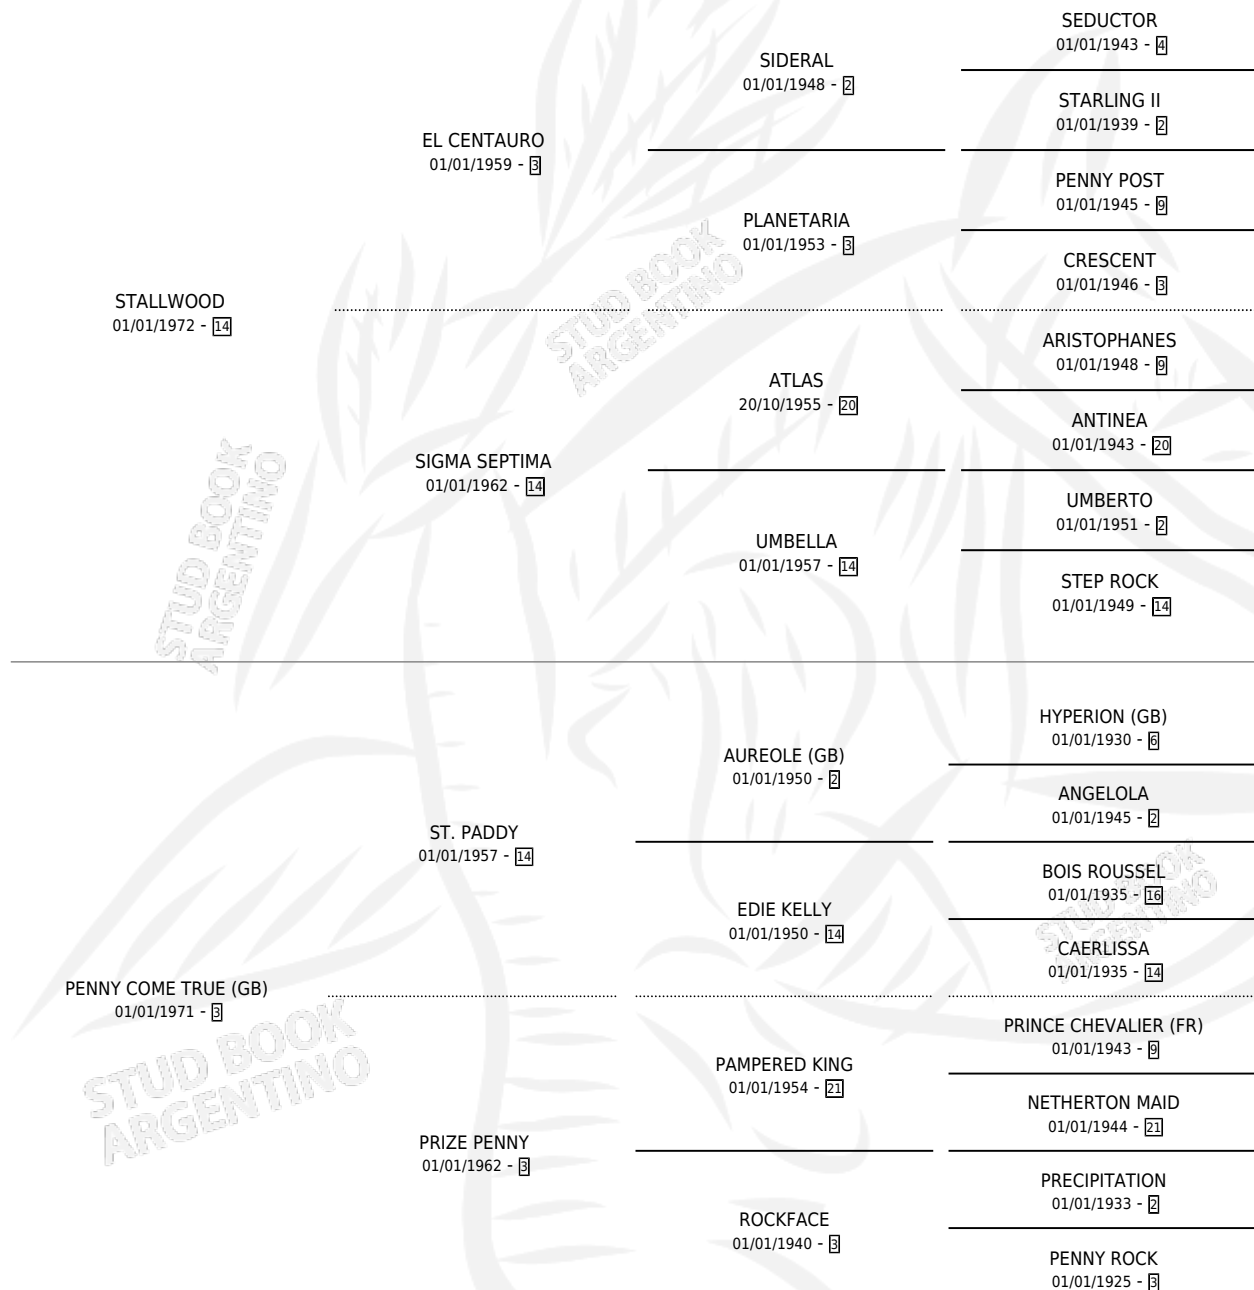 SEDUCTOR
01/01/1943 - 4
SIDERAL
01/01/1948 - 2
STARLING II
01/01/1939 - 2
EL CENTAURO
01/01/1959 - 3
PENNY POST
01/01/1945 - 9
PLANETARIA
01/01/1953 - 3
CRESCENT
01/01/1946 - 3
STALLWOOD
01/01/1972 - 14
ARISTOPHANES
01/01/1948 - 9
ATLAS
20/10/1955 - 20
ANTINEA
01/01/1943 - 20
SIGMA SEPTIMA
01/01/1962 - 14
UMBERTO
01/01/1951 - 2
UMBELLA
01/01/1957 - 14
STEP ROCK
01/01/1949 - 14
HYPERION (GB)
01/01/1930 - 6
AUREOLE (GB)
01/01/1950 - 2
ANGELOLA
01/01/1945 - 2
ST. PADDY
01/01/1957 - 14
BOIS ROUSSEL
01/01/1935 - 16
EDIE KELLY
01/01/1950 - 14
CAERLISSA
01/01/1935 - 14
PENNY COME TRUE (GB)
01/01/1971 - 3
PRINCE CHEVALIER (FR)
01/01/1943 - 9
PAMPERED KING
01/01/1954 - 21
NETHERTON MAID
01/01/1944 - 21
PRIZE PENNY
01/01/1962 - 3
PRECIPITATION
01/01/1933 - 2
ROCKFACE
01/01/1940 - 3
PENNY ROCK
01/01/1925 - 3
STUD BOOK
ARGENTINO
STUD BOOK
ARGENTINO
STUD BOOK
ARGENTINO
STUD BOOK
ARGENTINO